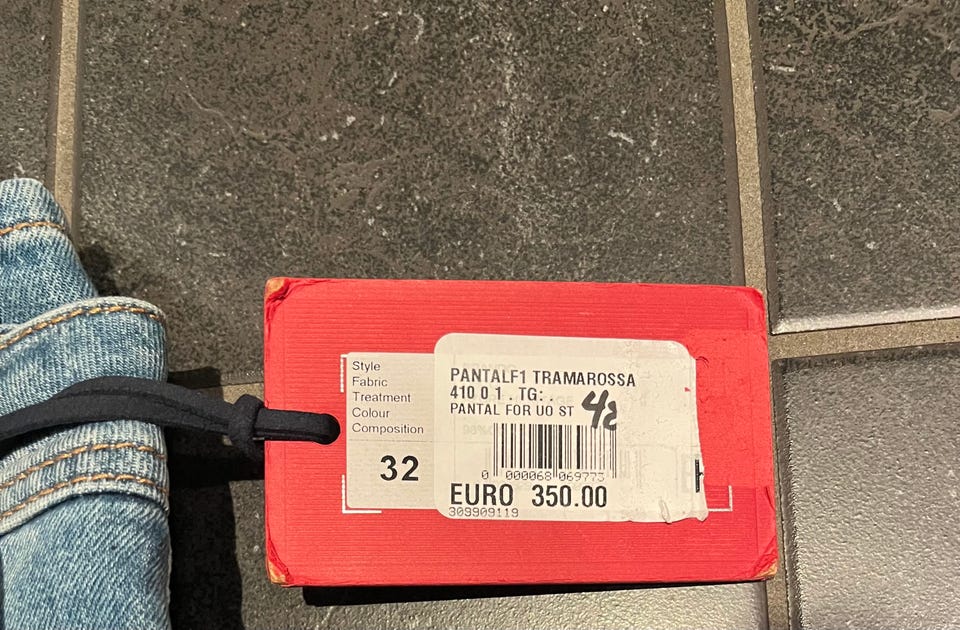 Style
Fabric
Treatment
Colour
Composition
32
PANTALF1 TRAMAROSSA
410 0 1 . TG: .
PANTAL FOR UO ST
48
0 000068 069773
EURO 350.00
309909119